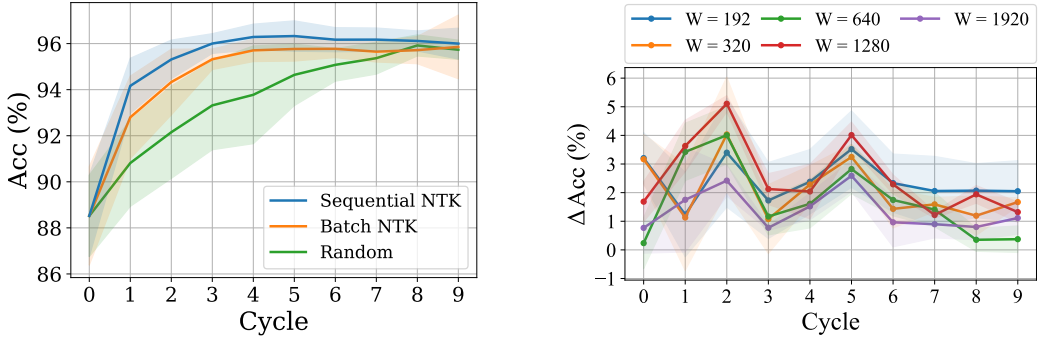 Acc (%)
96
94
92
90
88
86
Sequential NTK
Batch NTK
Random
0 1 2 3 4 5 6 7 8 9
Cycle
W = 192 W = 640 W = 1920
W = 320 W = 1280
Δ Acc (%)
6
5
4
3
2
1
0
−1
0 1 2 3 4 5 6 7 8 9
Cycle